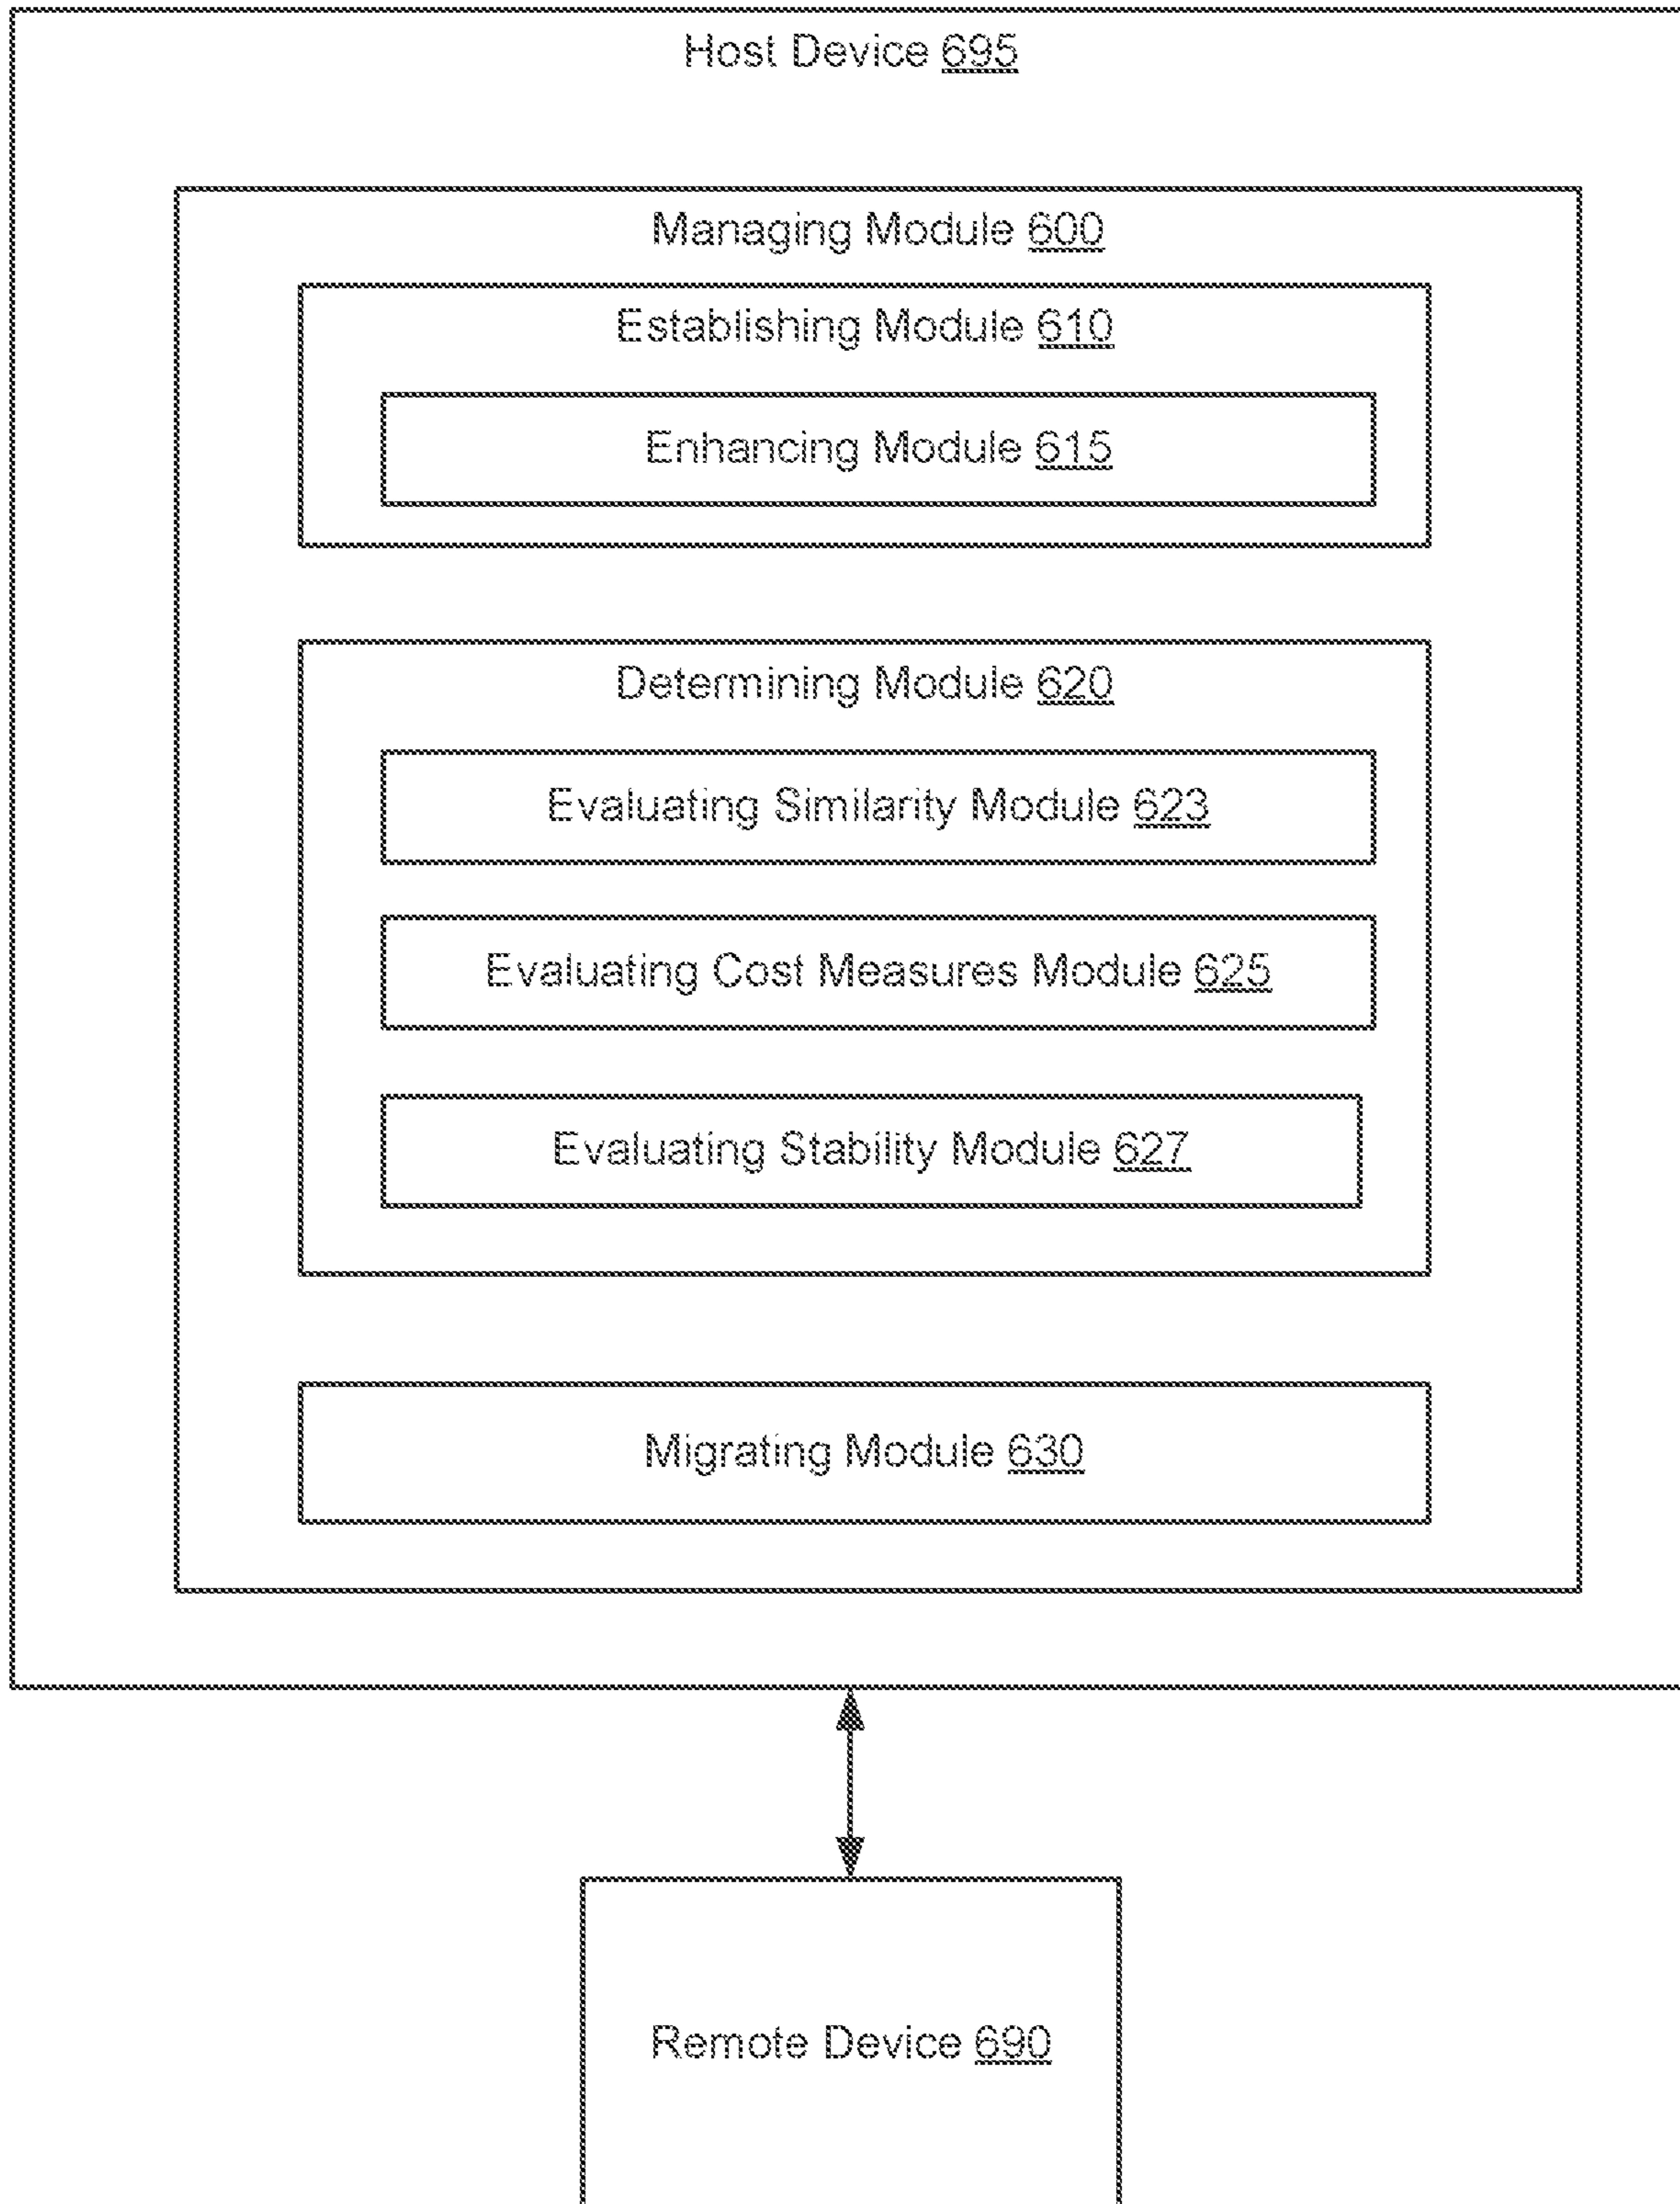 Host Device 695
Managing Module 600
Establishing Module 610
Enhancing Module 615
Determining Module 620
Evaluating Similarity Module 623
Evaluating Cost Measures Module 625
Evaluating Stability Module 627
Migrating Module 630
Remote Device 690